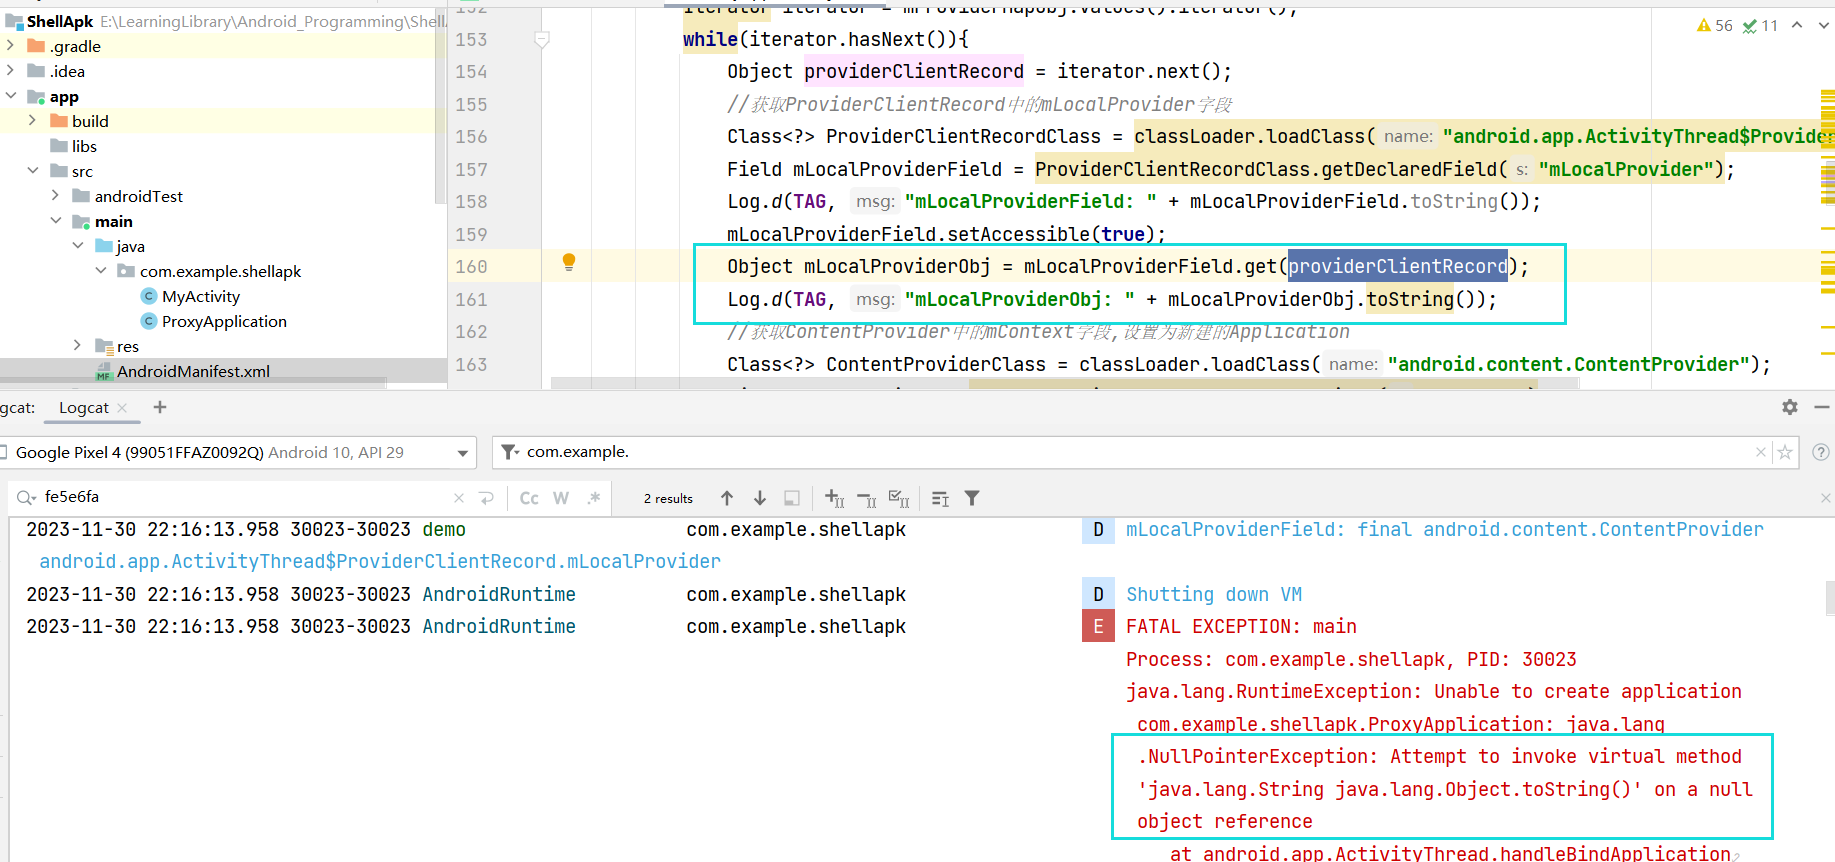 ShellApk E:\LearningLibrary\Android_Programming\Shell
.gradle
.idea
app
build
libs
src
androidTest
main
java
com.example.shellapk
MyActivity
ProxyApplication
res
AndroidManifest.xml
152 Iterator iterator = mProviderMapObj.values().iterator();
153 while(iterator.hasNext()){
154 Object providerClientRecord = iterator.next();
155 //获取ProviderClientRecord中的mLocalProvider字段
156 Class<?> ProviderClientRecordClass = classLoader.loadClass( name: "android.app.ActivityThread$Provider
157 Field mLocalProviderField = ProviderClientRecordClass.getDeclaredField( s: "mLocalProvider");
158 Log.d(TAG, msg: "mLocalProviderField: " + mLocalProviderField.toString());
159 mLocalProviderField.setAccessible(true);
160 Object mLocalProviderObj = mLocalProviderField.get(providerClientRecord);
161 Log.d(TAG, msg: "mLocalProviderObj: " + mLocalProviderObj.toString());
162 //获取ContentProvider中的mContext字段,设置为新建的Application
163 Class<?> ContentProviderClass = classLoader.loadClass( name: "android.content.ContentProvider");
56 11
gcat: Logcat
Google Pixel 4 (99051FFAZ0092Q) Android 10, API 29
com.example.
fe5e6fa
Cc W .*
2 results
2023-11-30 22:16:13.958 30023-30023 demo com.example.shellapk D mLocalProviderField: final android.content.ContentProvider
android.app.ActivityThread$ProviderClientRecord.mLocalProvider
2023-11-30 22:16:13.958 30023-30023 AndroidRuntime com.example.shellapk D Shutting down VM
2023-11-30 22:16:13.958 30023-30023 AndroidRuntime com.example.shellapk E FATAL EXCEPTION: main
Process: com.example.shellapk, PID: 30023
java.lang.RuntimeException: Unable to create application
com.example.shellapk.ProxyApplication: java.lang
.NullPointerException: Attempt to invoke virtual method
'java.lang.String java.lang.Object.toString()' on a null
object reference
at android.app.ActivityThread.handleBindApplication